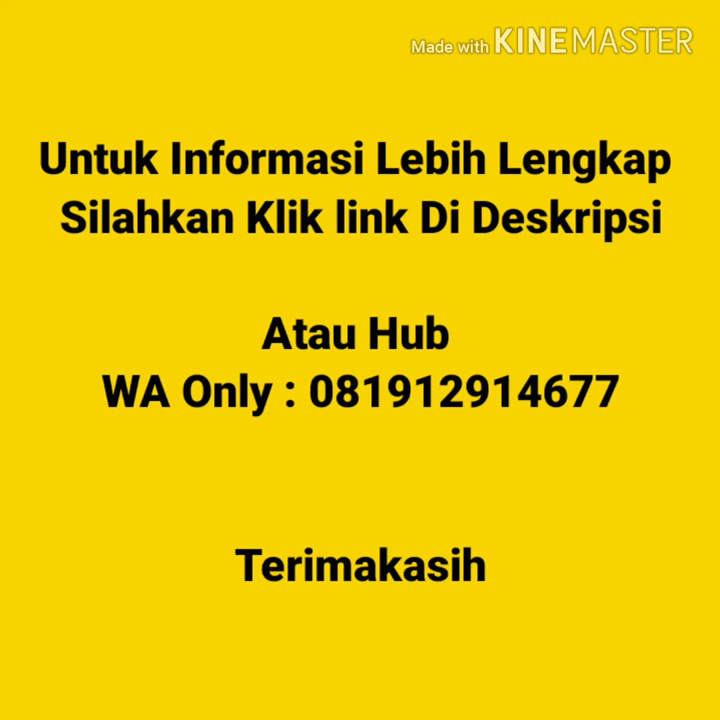 Made with KINEMASTER
Untuk Informasi Lebih Lengkap
Silahkan Klik link Di Deskripsi
Atau Hub
WA Only : 081912914677
Terimakasih